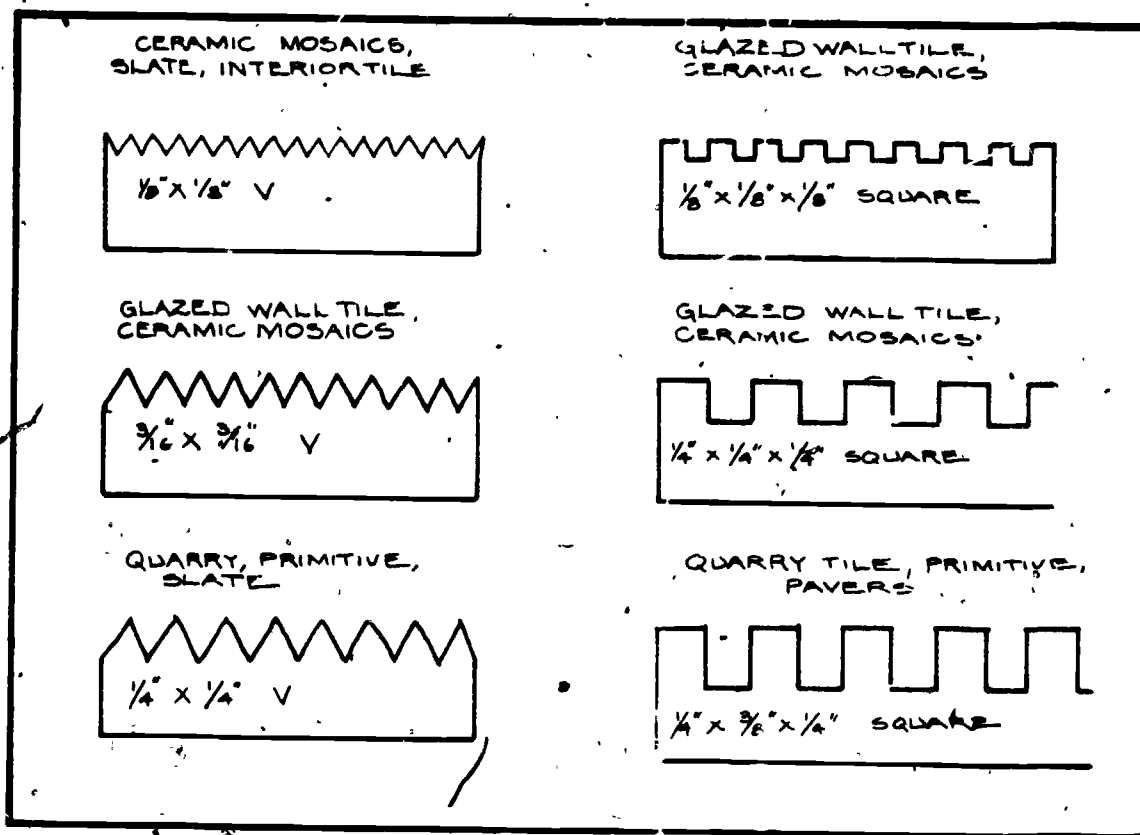 CERAMIC MOSAICS,
SLATE, INTERIOR TILE
1/8" x 1/8" V
GLAZED WALL TILE,
CERAMIC MOSAICS
1/8" x 1/8" x 1/8" SQUARE
GLAZED WALL TILE,
CERAMIC MOSAICS
3/16" x 3/16" V
GLAZED WALL TILE,
CERAMIC MOSAICS
1/4" x 1/4" x 1/4" SQUARE
QUARRY, PRIMITIVE,
SLATE
1/4" x 1/4" V
QUARRY TILE, PRIMITIVE,
PAVERS
1/4" x 3/8" x 1/4" SQUARE